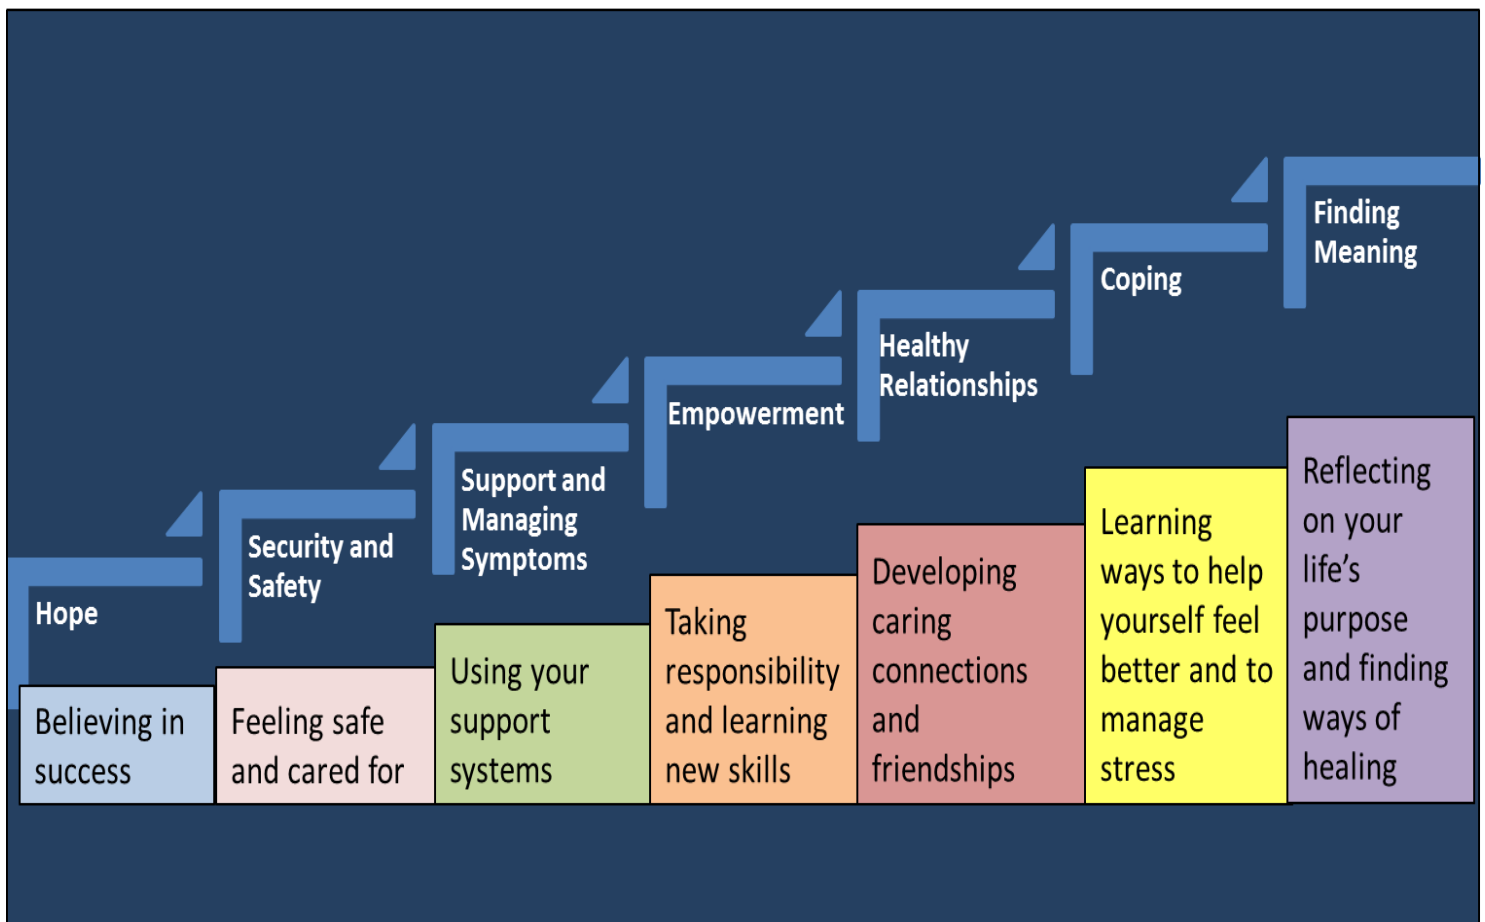 Hope
Security and
Safety
Support and
Managing
Symptoms
Empowerment
Healthy
Relationships
Coping
Finding
Meaning
Believing in
success
Feeling safe
and cared for
Using your
support
systems
Taking
responsibility
and learning
new skills
Developing
caring
connections
and
friendships
Learning
ways to help
yourself feel
better and to
manage
stress
Reflecting
on your
life’s
purpose
and finding
ways of
healing